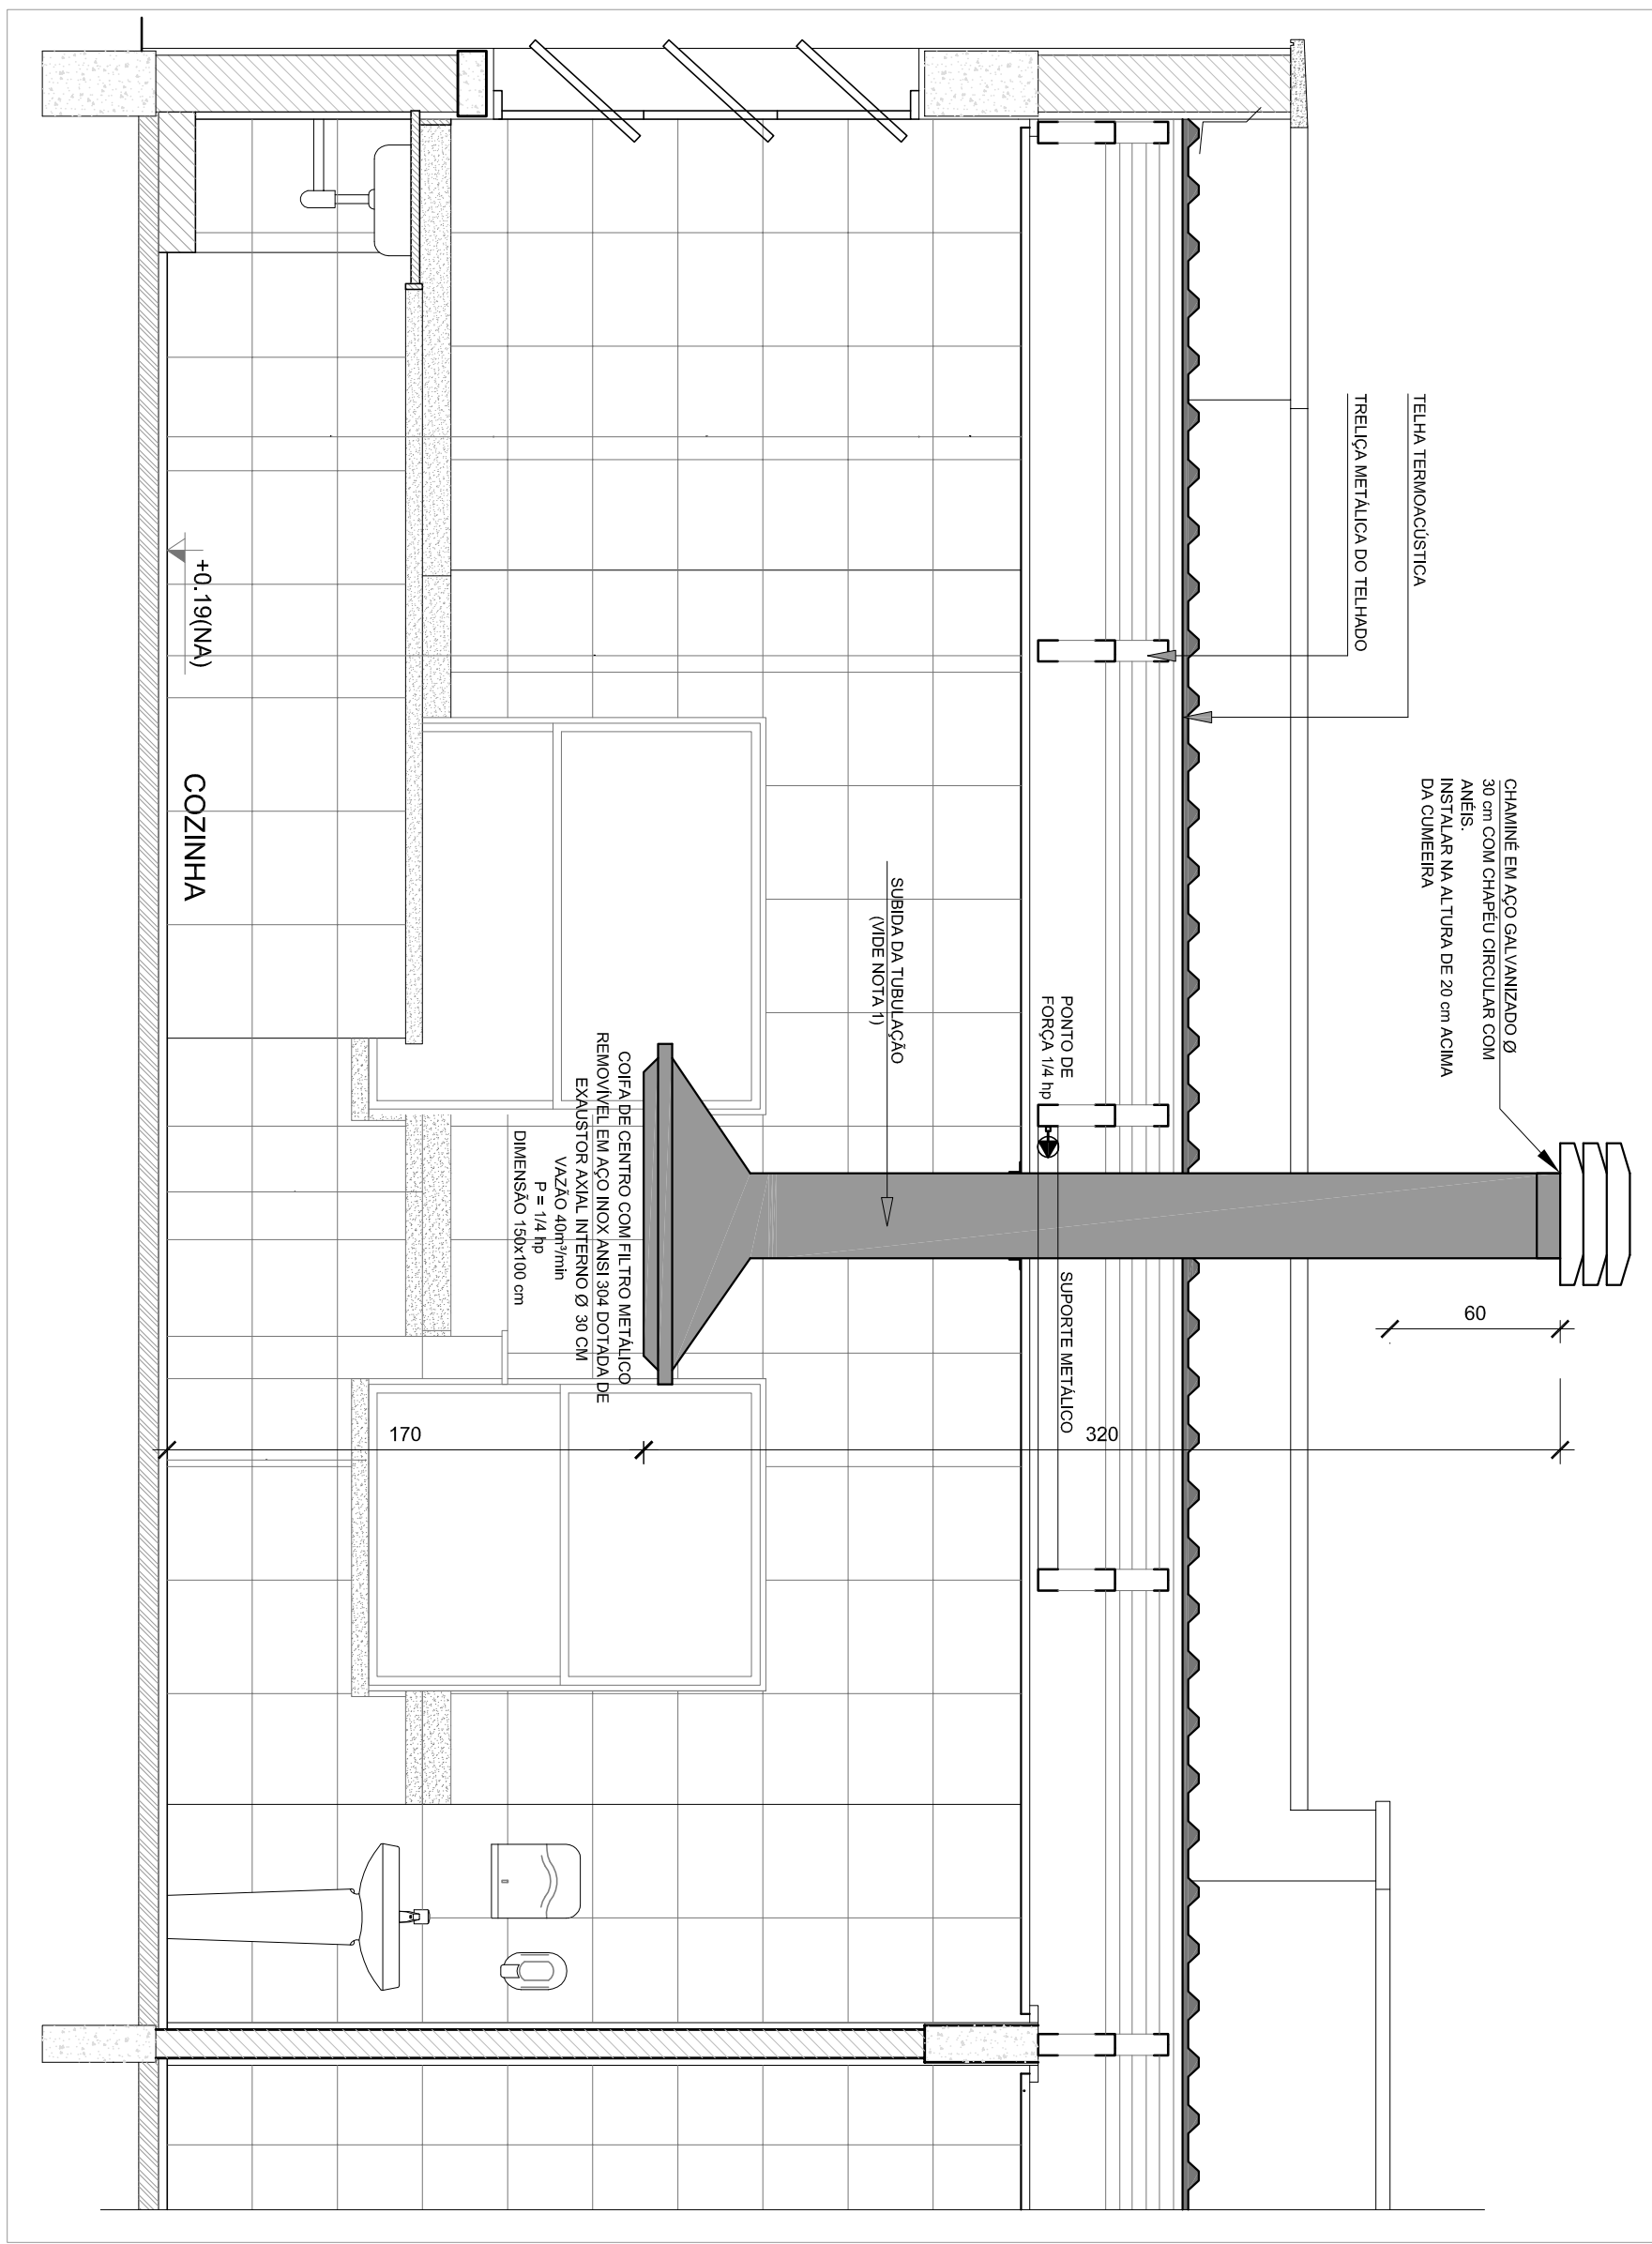 CHAMINÉ EM AÇO GALVANIZADO Ø
30 cm COM CHAPÉU CIRCULAR COM
ANÉIS.
INSTALAR NA ALTURA DE 20 cm ACIMA
DA CUMEEIRA
TELHA TERMOACÚSTICA
TRELIÇA METÁLICA DO TELHADO
60
320
PONTO DE
FORÇA 1/4 hp
SUPORTE METÁLICO
SUBIDA DA TUBULAÇÃO
(VIDE NOTA 1)
COIFA DE CENTRO COM FILTRO METÁLICO
REMOVÍVEL EM AÇO INOX ANSI 304 DOTADA DE
EXAUSTOR AXIAL INTERNO Ø 30 CM
VAZÃO 40m³/min
P = 1/4 hp
DIMENSÃO 150x100 cm
170
+0.19(NA)
COZINHA